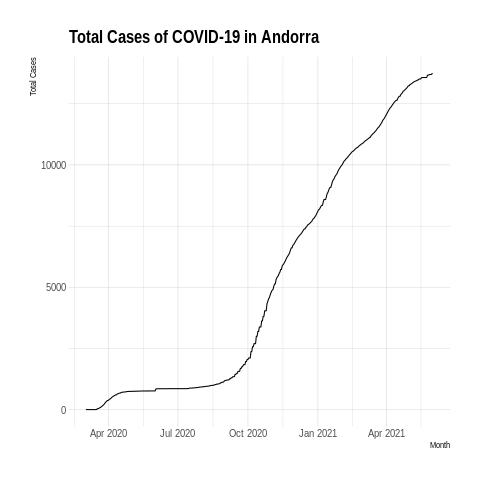 Total Cases of COVID-19 in Andorra
Total Cases
10000
5000
0
Apr 2020
Jul 2020
Oct 2020
Jan 2021
Apr 2021
Month